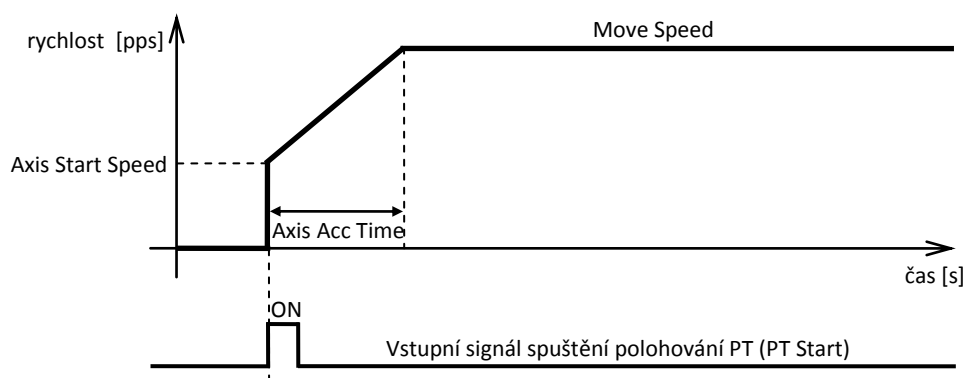 rychlost [pps]
Move Speed
Axis Start Speed
Axis Acc Time
čas [s]
ON
Vstupní signál spuštění polohování PT (PT Start)